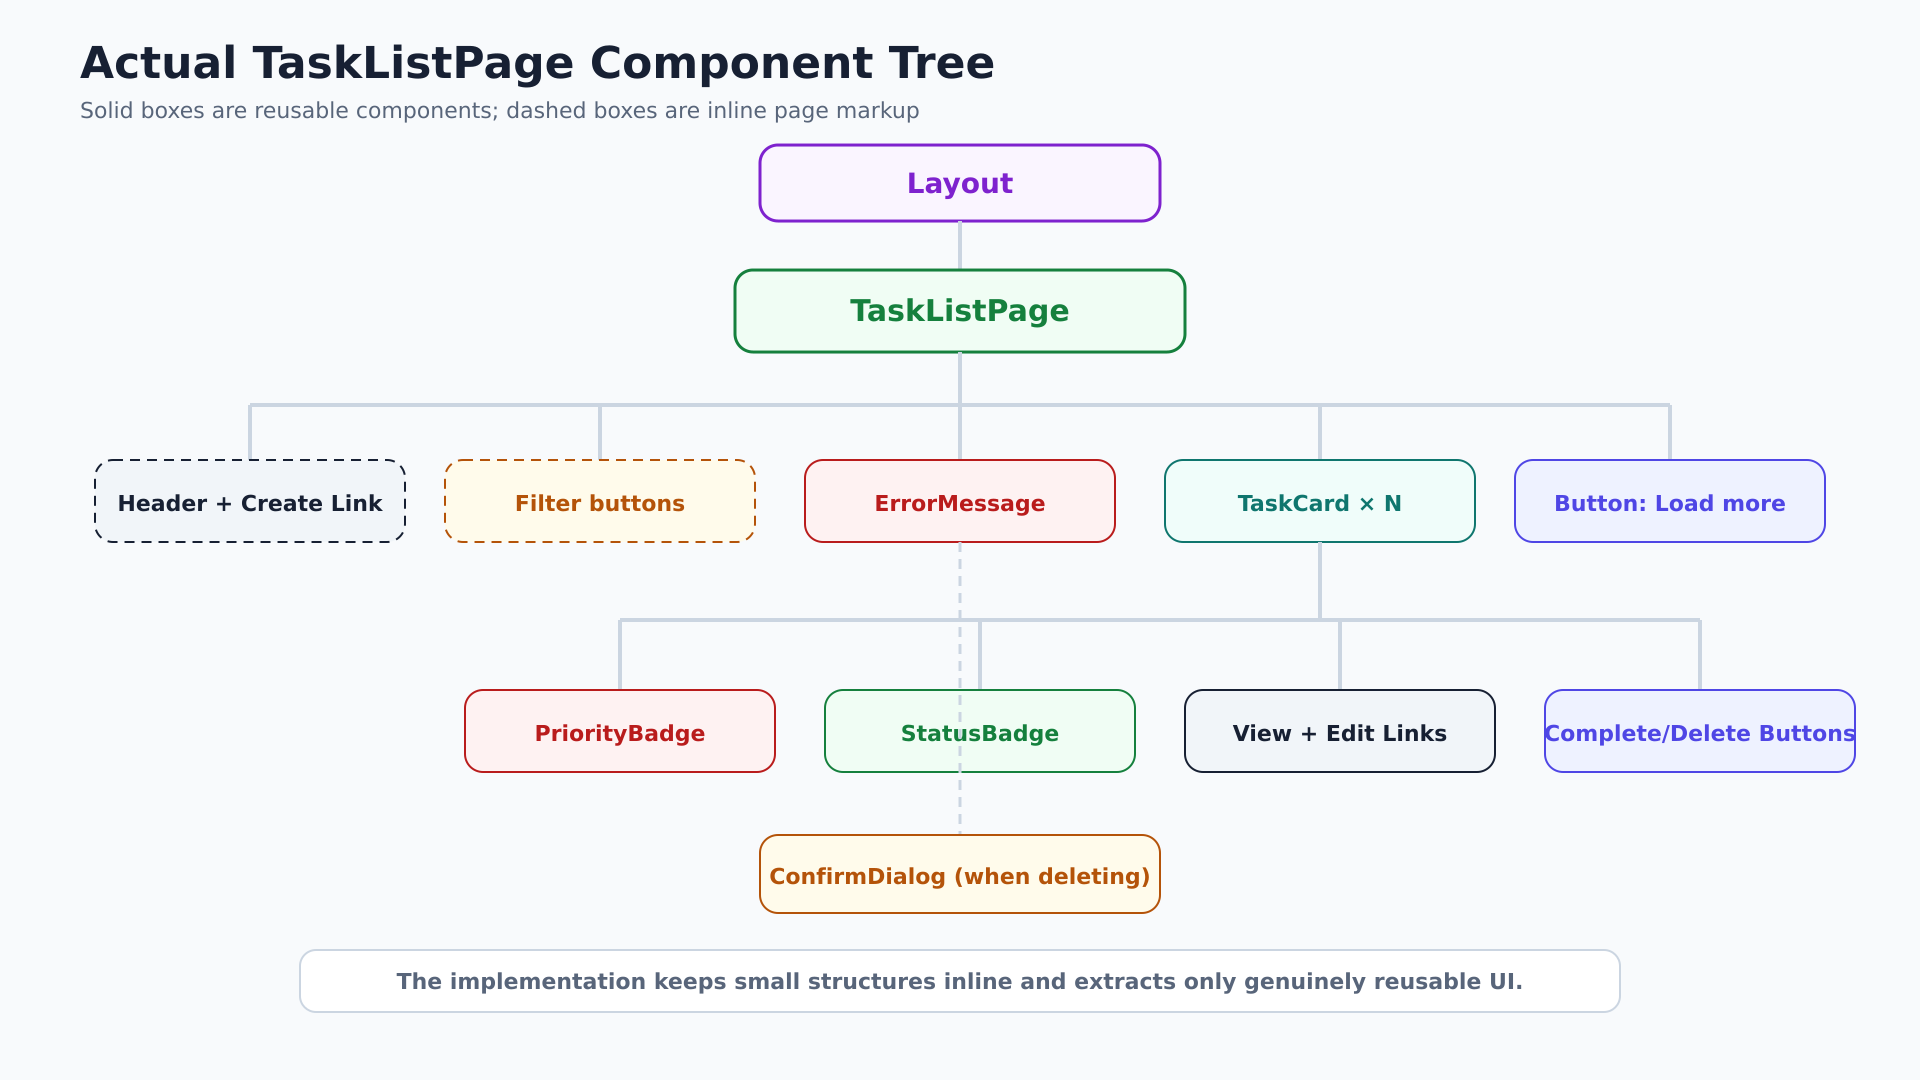 Actual TaskListPage Component Tree
Solid boxes are reusable components; dashed boxes are inline page markup
Layout
TaskListPage
Header + Create Link
Filter buttons
ErrorMessage
TaskCard × N
Button: Load more
PriorityBadge
StatusBadge
View + Edit Links
Complete/Delete Buttons
ConfirmDialog (when deleting)
The implementation keeps small structures inline and extracts only genuinely reusable UI.